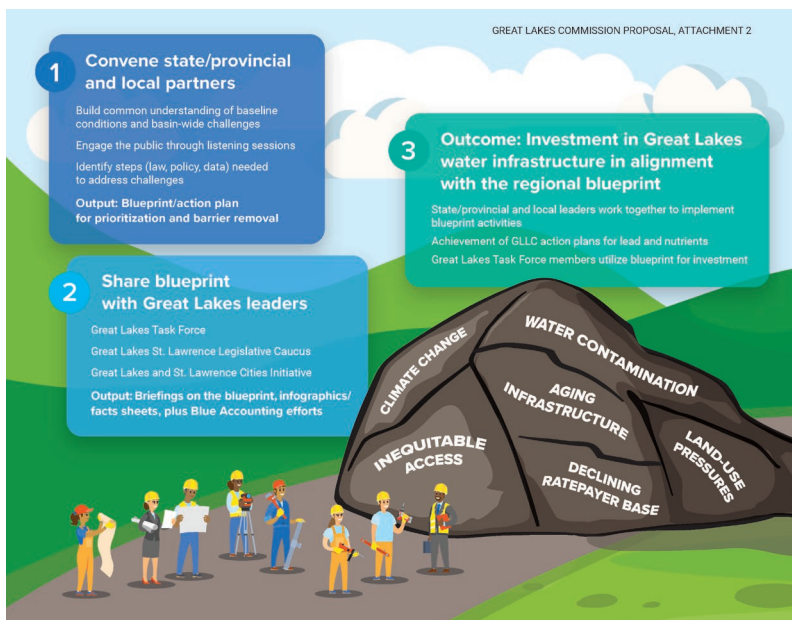 GREAT LAKES COMMISSION PROPOSAL, ATTACHMENT 2
1
Convene state/provincial
and local partners
Build common understanding of baseline
conditions and basin-wide challenges
Engage the public through listening sessions
Identify steps (law, policy, data) needed
to address challenges
Output: Blueprint/action plan
for prioritization and barrier removal
2
Share blueprint
with Great Lakes leaders
Great Lakes Task Force
Great Lakes St. Lawrence Legislative Caucus
Great Lakes and St. Lawrence Cities Initiative
Output: Briefings on the blueprint, infographics/
facts sheets, plus Blue Accounting efforts
3
Outcome: Investment in Great Lakes
water infrastructure in alignment
with the regional blueprint
State/provincial and local leaders work together to implement
blueprint activities
Achievement of GLLC action plans for lead and nutrients
Great Lakes Task Force members utilize blueprint for investment
CLIMATE CHANGE
WATER CONTAMINATION
AGING
INFRASTRUCTURE
INEQUITABLE
ACCESS
DECLINING
RATEPAYER BASE
LAND-USE
PRESSURES